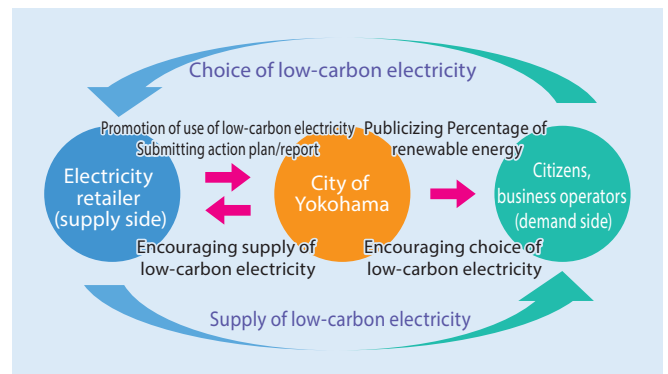 Choice of low-carbon electricity
Promotion of use of low-carbon electricity
Submitting action plan/report
Publicizing Percentage of
renewable energy
Electricity
retailer
(supply side)
City of
Yokohama
Citizens,
business operators
(demand side)
Encouraging supply of
low-carbon electricity
Encouraging choice of
low-carbon electricity
Supply of low-carbon electricity